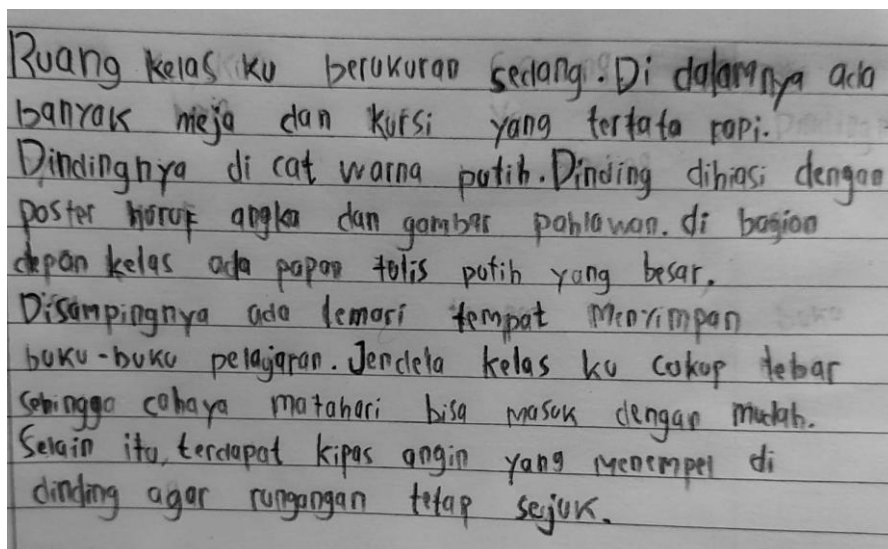 Ruang kelas ku berukuran sedang. Di dalamnya ada
banyak meja dan kursi yang tertata rapi.
Dindingnya di cat warna putih. Dinding dihiasi dengan
poster huruf angka dan gambar pahlawan. di bagian
depan kelas ada papan tulis putih yang besar.
Disampingnya ada lemari tempat menyimpan
buku-buku pelajaran. Jendela kelas ku cukup lebar
sehingga cahaya matahari bisa masuk dengan mudah.
Selain itu, terdapat kipas angin yang menempel di
dinding agar rungangan tetap sejuk.